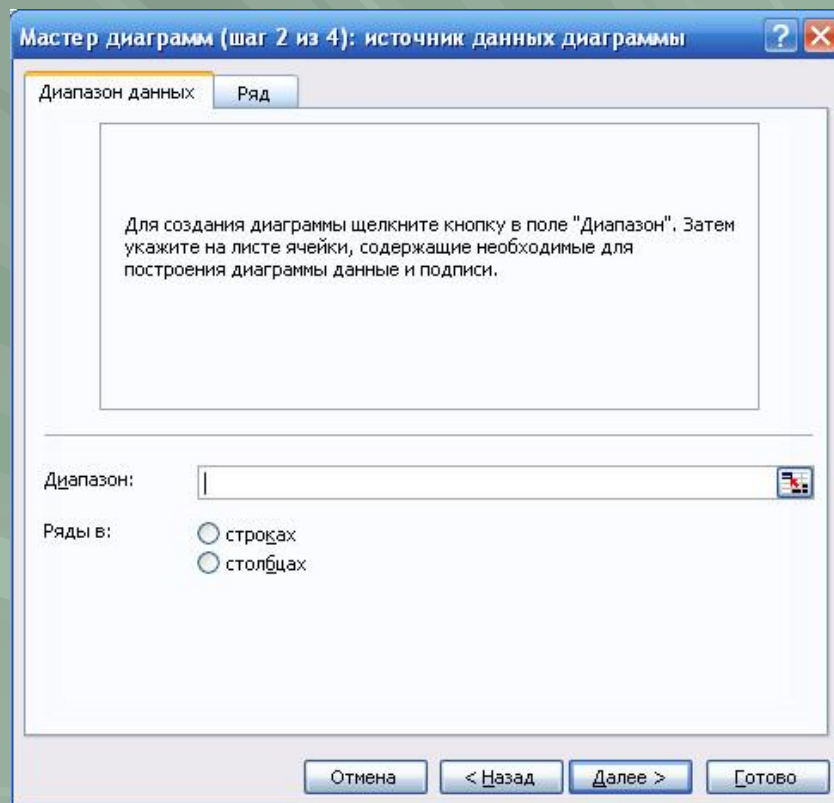 Мастер диаграмм (шаг 2 из 4): источник данных диаграммы
Диапазон данных
Ряд
Для создания диаграммы щелкните кнопку в поле "Диапазон". Затем
укажите на листе ячейки, содержащие необходимые для
построения диаграммы данные и подписи.
Диапазон:
Ряды в:
строках
столбцах
Отмена
< Назад
Далее >
Готово